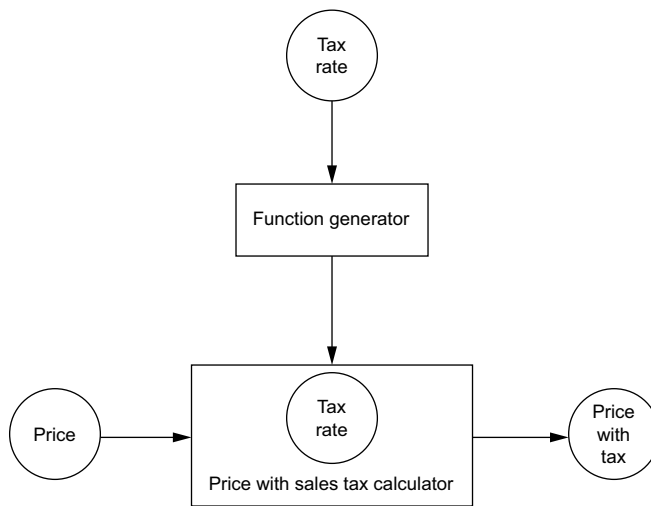 Tax
rate
Function generator
Price
Tax
rate
Price with sales tax calculator
Price
with
tax